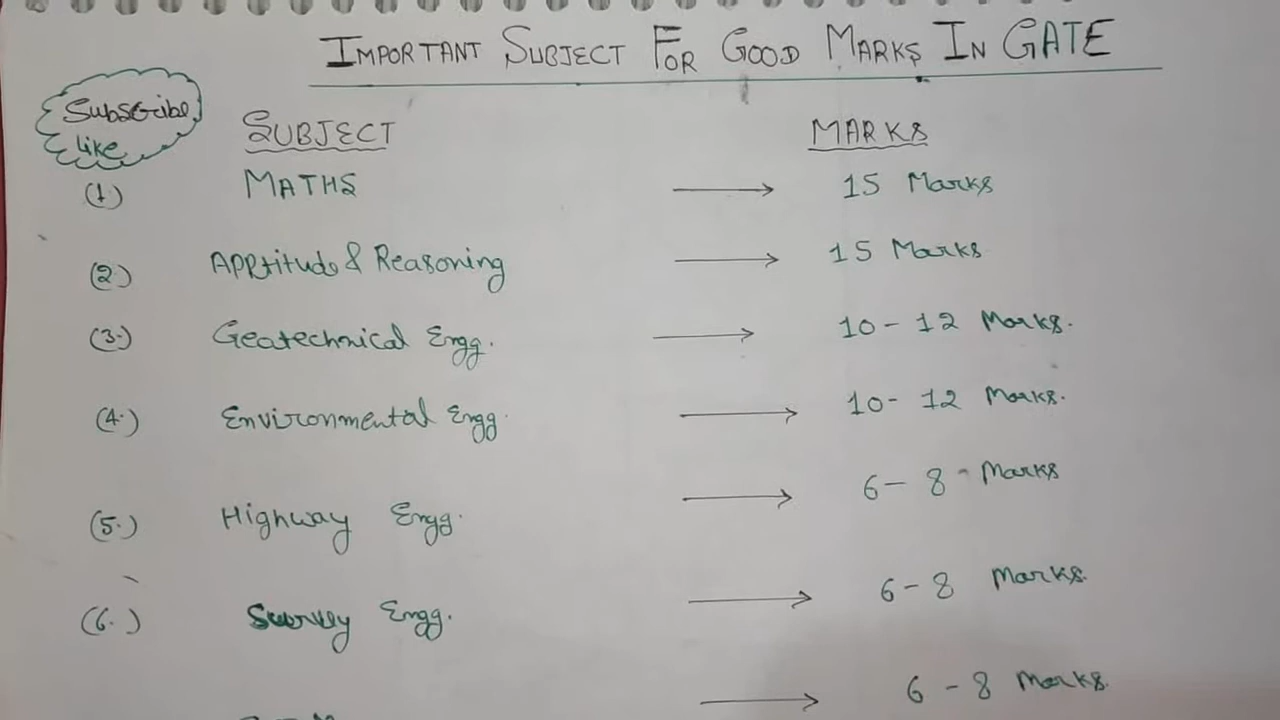 IMPORTANT SUBJECT FOR GOOD MARKS IN GATE
Subscribe
like
SUBJECT MARKS
(1) MATHS → 15 Marks
(2) Apptitude & Reasoning → 15 Marks
(3.) Geotechnical Engg. → 10-12 Marks.
(4.) Environmental Engg. → 10-12 Marks.
(5.) Highway Engg. → 6-8 - Marks
(6.) Survey Engg. → 6-8 Marks.
→ 6-8 Marks.